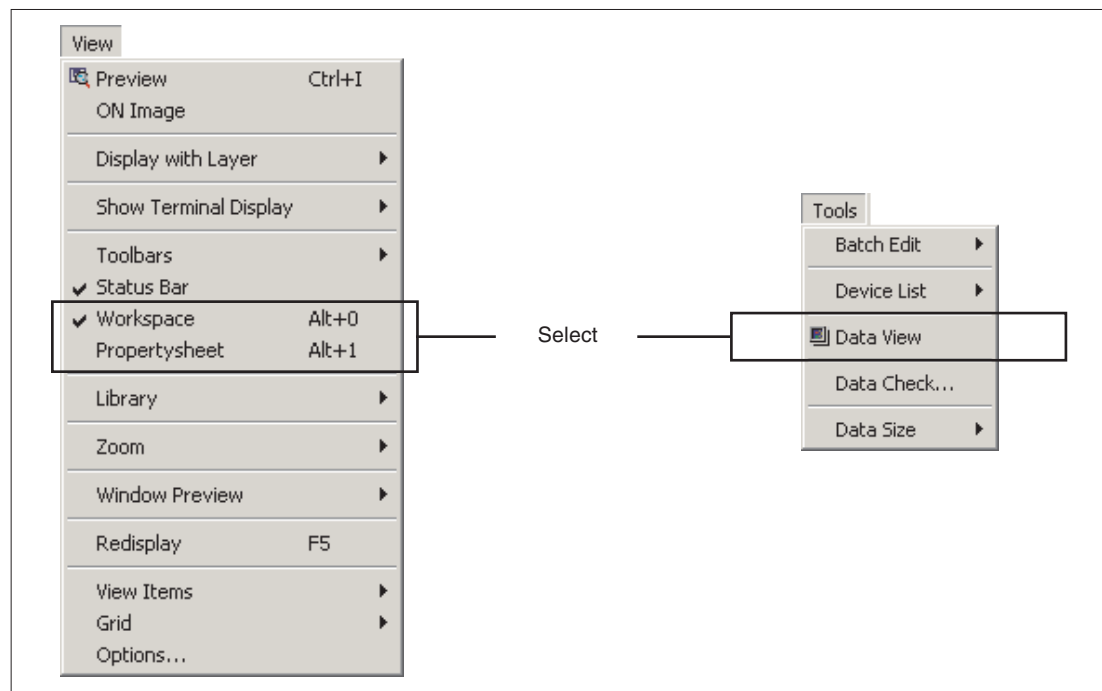 View
Preview Ctrl+I
ON Image
Display with Layer
Show Terminal Display
Toolbars
Status Bar
Workspace Alt+0
Propertysheet Alt+1
Library
Zoom
Window Preview
Redisplay F5
View Items
Grid
Options...
Select
Tools
Batch Edit
Device List
Data View
Data Check...
Data Size